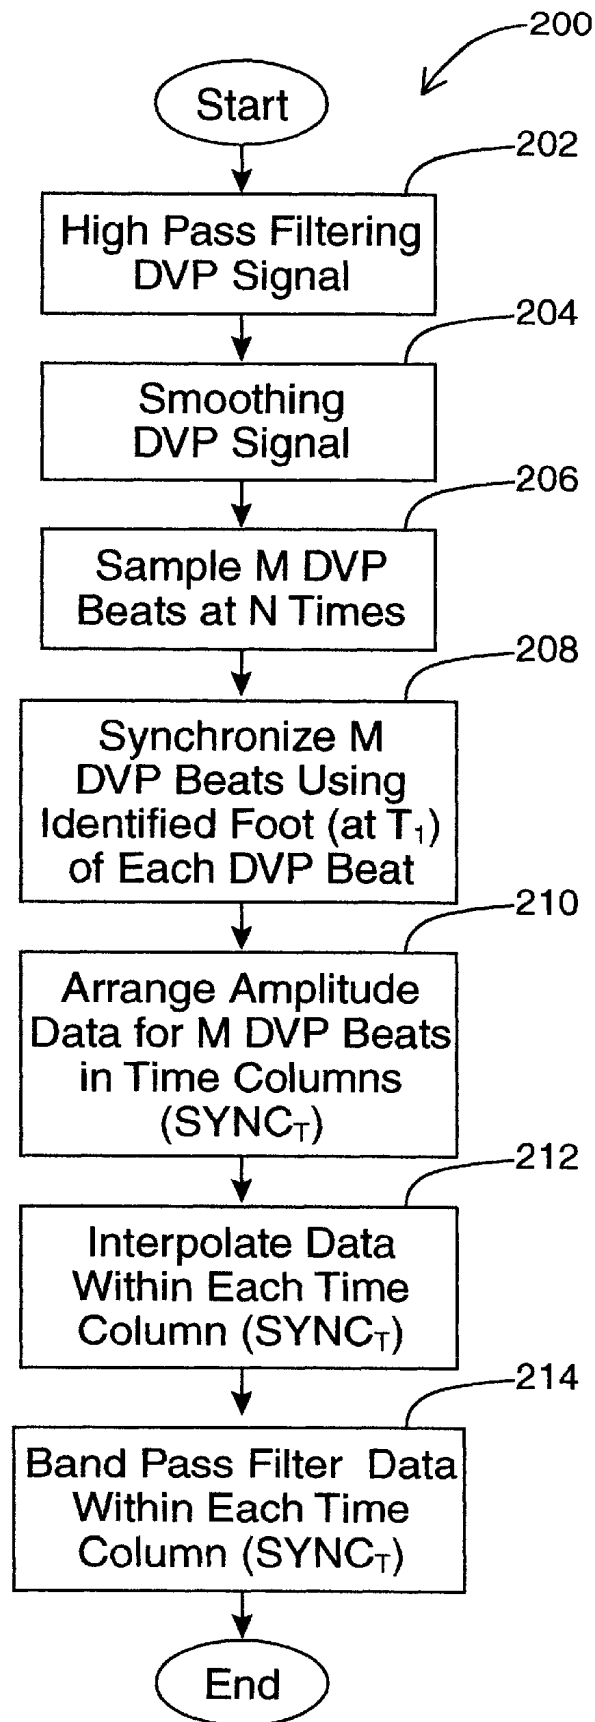 200
Start
202
High Pass Filtering
DVP Signal
204
Smoothing
DVP Signal
206
Sample M DVP
Beats at N Times
208
Synchronize M
DVP Beats Using
Identified Foot (at T₁)
of Each DVP Beat
210
Arrange Amplitude
Data for M DVP Beats
in Time Columns
(SYNC_T)
212
Interpolate Data
Within Each Time
Column (SYNC_T)
214
Band Pass Filter Data
Within Each Time
Column (SYNC_T)
End